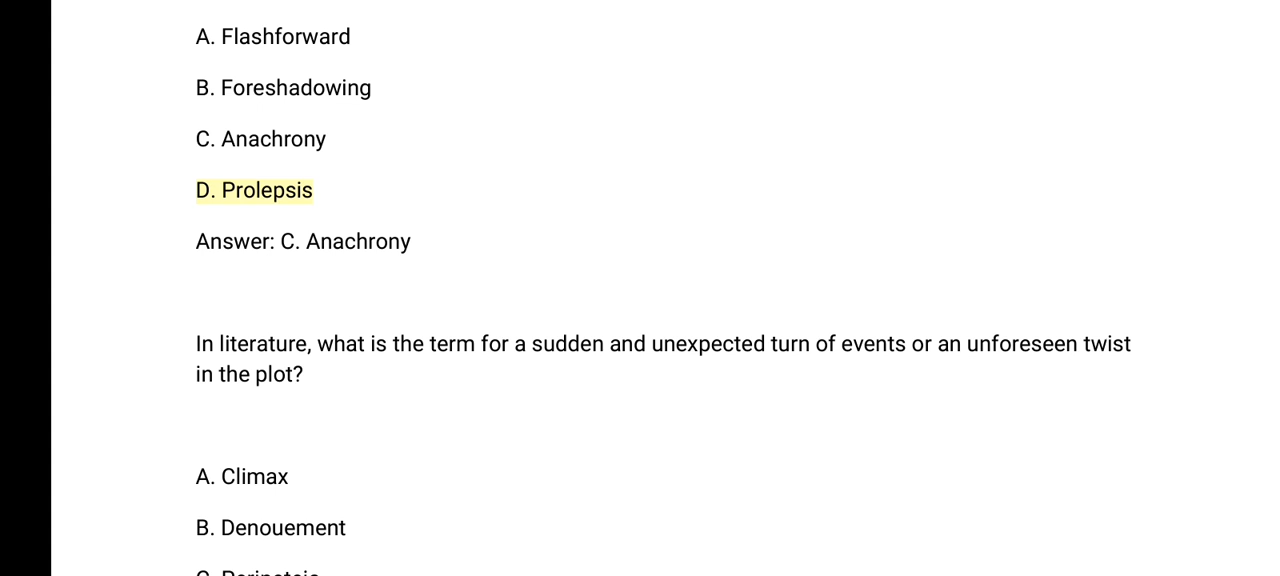 A. Flashforward
B. Foreshadowing
C. Anachrony
D. Prolepsis
Answer: C. Anachrony
In literature, what is the term for a sudden and unexpected turn of events or an unforeseen twist
in the plot?
A. Climax
B. Denouement
C. Peripeteia